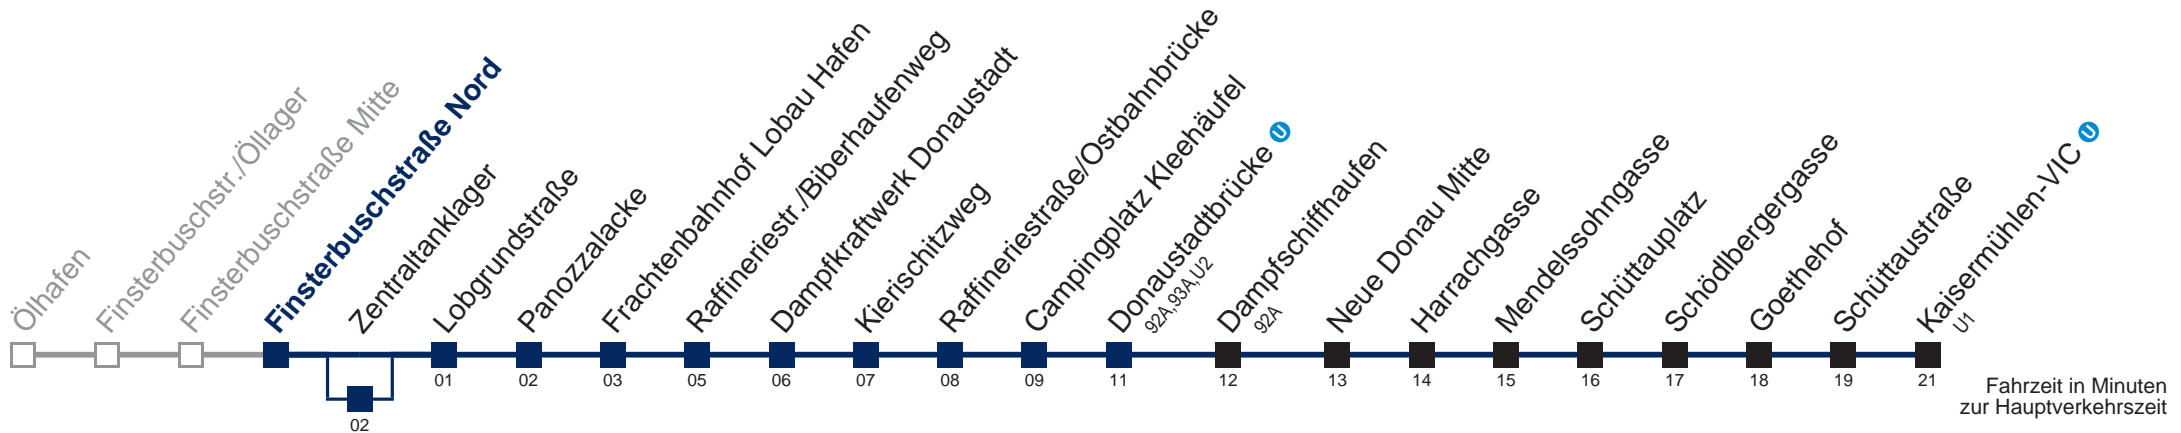 Ölhafen
Finsterbuschstr./Öllager
Finsterbuschstraße Mitte
Finsterbuschstraße Nord
Zentraltanklager
02
Lobgrundstraße
01
Panozzalacke
02
Frachtenbahnhof Lobau Hafen
03
Raffineriestr./Biberhaufenweg
05
Dampfkraftwerk Donaustadt
06
Kierischitzweg
07
Raffineriestraße/Ostbahnbrücke
08
Campingplatz Kleehäufel
09
Donaustadtbrücke U
92A,93A,U2
11
Dampfschiffhaufen
92A
12
Neue Donau Mitte
13
Harrachgasse
14
Mendelssohngasse
15
Schüttauplatz
16
Schödlbergergasse
17
Goethehof
18
Schüttaustraße
19
Kaisermühlen-VIC U
U1
21
Fahrzeit in Minuten
zur Hauptverkehrszeit